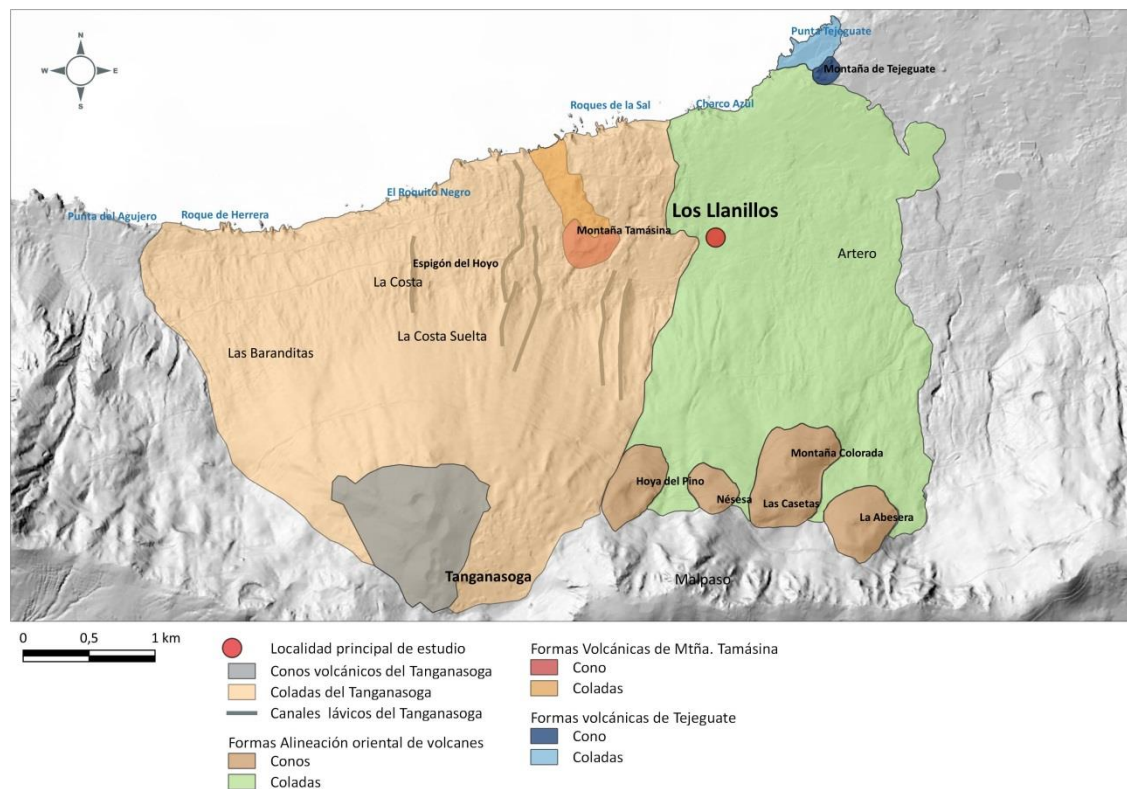 N
W E
S
Punta Tejeguate
Montaña de Tejeguate
Roques de la Sal
Charco Azul
El Roquito Negro
Punta del Agujero
Roque de Herrera
Los Llanillos
Montaña Tamásina
Artero
Espigón del Hoyo
La Costa
La Costa Suelta
Las Baranditas
Montaña Colorada
Hoya del Pino
Nésesa
Las Casetas
La Abesera
Tanganasoga
Malpaso
0 0,5 1 km
Localidad principal de estudio
Conos volcánicos del Tanganasoga
Coladas del Tanganasoga
Canales lávicos del Tanganasoga
Formas Alineación oriental de volcanes
Conos
Coladas
Formas Volcánicas de Mtña. Tamásina
Cono
Coladas
Formas volcánicas de Tejeguate
Cono
Coladas